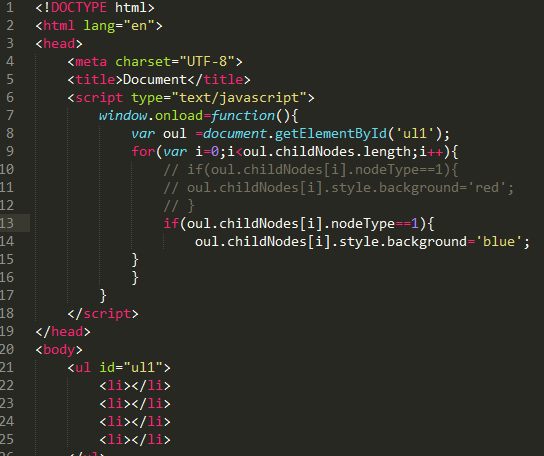 1 <!DOCTYPE html>
2 <html lang="en">
3 <head>
4 <meta charset="UTF-8">
5 <title>Document</title>
6 <script type="text/javascript">
7 window.onload=function(){
8 var oul =document.getElementById('ul1');
9 for(var i=0;i<oul.childNodes.length;i++){
10 // if(oul.childNodes[i].nodeType==1){
11 // oul.childNodes[i].style.background='red';
12 // }
13 if(oul.childNodes[i].nodeType==1){
14 oul.childNodes[i].style.background='blue';
15 }
16 }
17 }
18 </script>
19 </head>
20 <body>
21 <ul id="ul1">
22 <li></li>
23 <li></li>
24 <li></li>
25 <li></li>